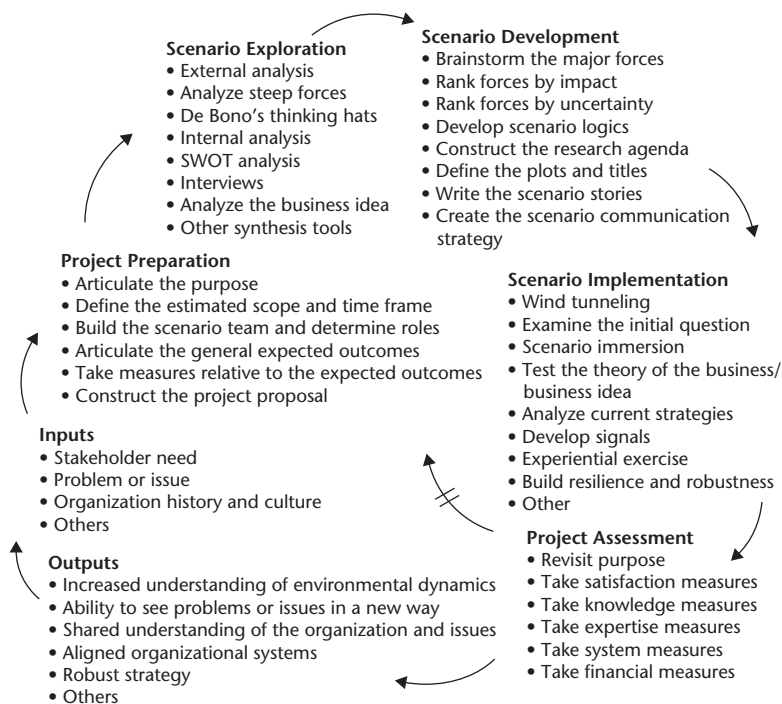 Scenario Exploration
• External analysis
• Analyze steep forces
• De Bono's thinking hats
• Internal analysis
• SWOT analysis
• Interviews
• Analyze the business idea
• Other synthesis tools
Scenario Development
• Brainstorm the major forces
• Rank forces by impact
• Rank forces by uncertainty
• Develop scenario logics
• Construct the research agenda
• Define the plots and titles
• Write the scenario stories
• Create the scenario communication
strategy
Project Preparation
• Articulate the purpose
• Define the estimated scope and time frame
• Build the scenario team and determine roles
• Articulate the general expected outcomes
• Take measures relative to the expected outcomes
• Construct the project proposal
Scenario Implementation
• Wind tunneling
• Examine the initial question
• Scenario immersion
• Test the theory of the business/
business idea
• Analyze current strategies
• Develop signals
• Experiential exercise
• Build resilience and robustness
• Other
Inputs
• Stakeholder need
• Problem or issue
• Organization history and culture
• Others
Project Assessment
• Revisit purpose
• Take satisfaction measures
• Take knowledge measures
• Take expertise measures
• Take system measures
• Take financial measures
Outputs
• Increased understanding of environmental dynamics
• Ability to see problems or issues in a new way
• Shared understanding of the organization and issues
• Aligned organizational systems
• Robust strategy
• Others